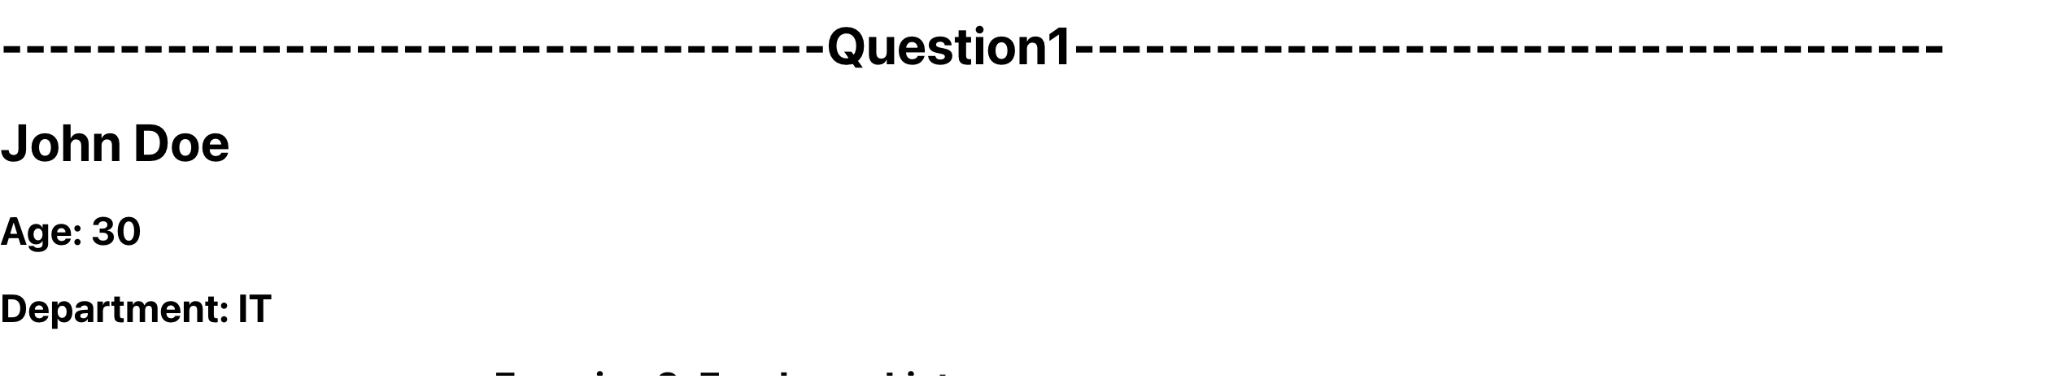 -----------------------------------Question1-------------------------------------
John Doe
Age: 30
Department: IT